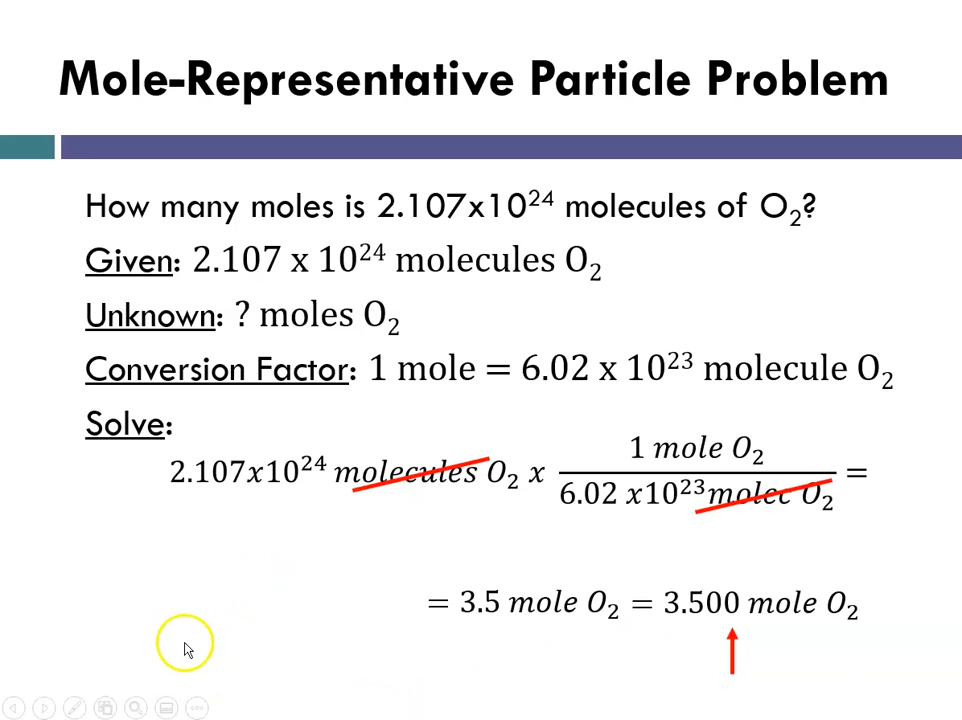 Mole-Representative Particle Problem
How many moles is 2.107x10²⁴ molecules of O₂?
Given: 2.107 x 10²⁴ molecules O₂
Unknown: ? moles O₂
Conversion Factor: 1 mole = 6.02 x 10²³ molecule O₂
Solve:
1 mole O₂
2.107x10²⁴ molecules O₂ x =
6.02 x10²³molec O₂
= 3.5 mole O₂ = 3.500 mole O₂